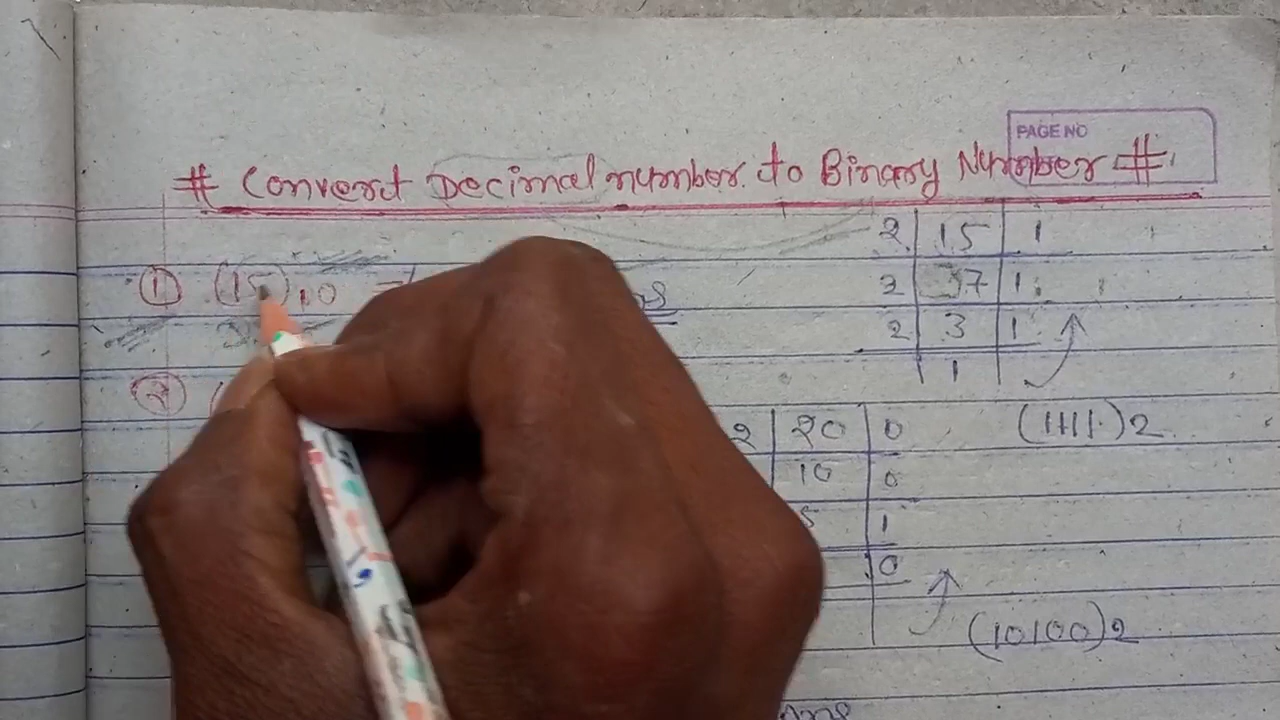 PAGE NO
# Convert Decimal number to Binary Number #
2 15 1
① (15)10 =
2 7 1
2 3 1
1
②
(1111)2
2 20 0
10 0
5 1
0
(10100)2
Ans